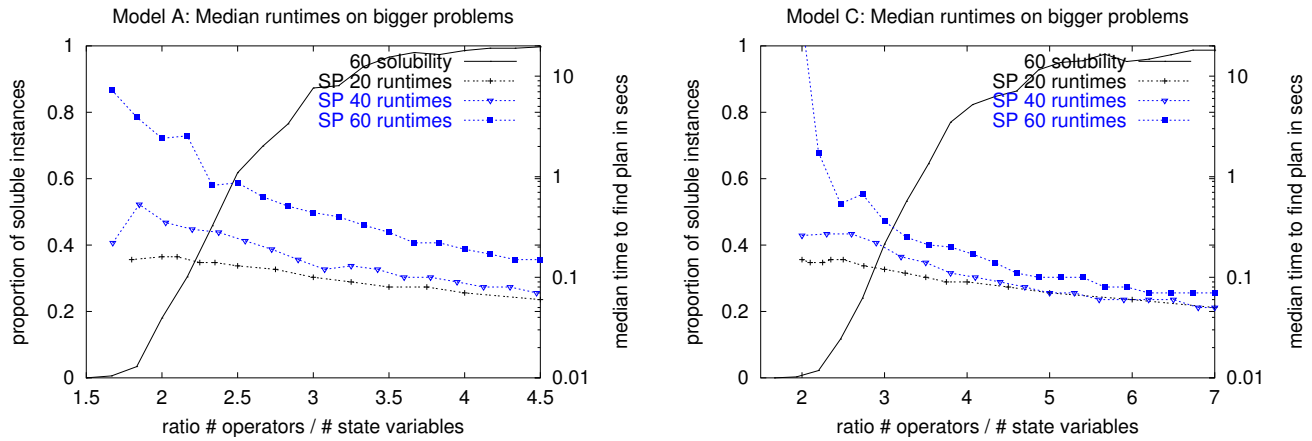 Model A: Median runtimes on bigger problems
1
0.8
0.6
0.4
0.2
0
proportion of soluble instances
60 solubility
SP 20 runtimes
SP 40 runtimes
SP 60 runtimes
10
1
0.1
0.01
median time to find plan in secs
1.5 2 2.5 3 3.5 4 4.5
ratio # operators / # state variables
Model C: Median runtimes on bigger problems
1
0.8
0.6
0.4
0.2
0
proportion of soluble instances
60 solubility
SP 20 runtimes
SP 40 runtimes
SP 60 runtimes
10
1
0.1
0.01
median time to find plan in secs
2 3 4 5 6 7
ratio # operators / # state variables